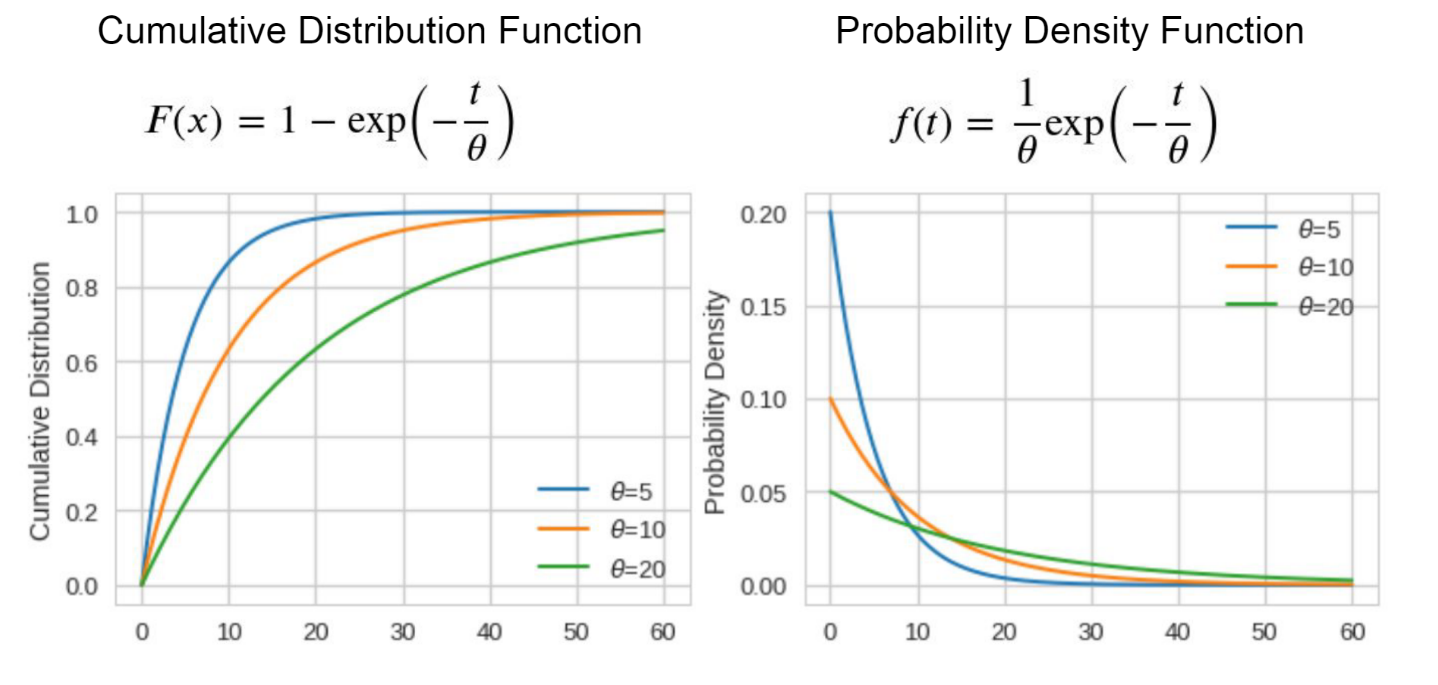 Cumulative Distribution Function
F(x) = 1 − exp(−t/θ)
Cumulative Distribution
1.0
0.8
0.6
0.4
0.2
0.0
θ=5
θ=10
θ=20
0 10 20 30 40 50 60
Probability Density Function
f(t) = 1/θ exp(−t/θ)
Probability Density
0.20
0.15
0.10
0.05
0.00
θ=5
θ=10
θ=20
0 10 20 30 40 50 60